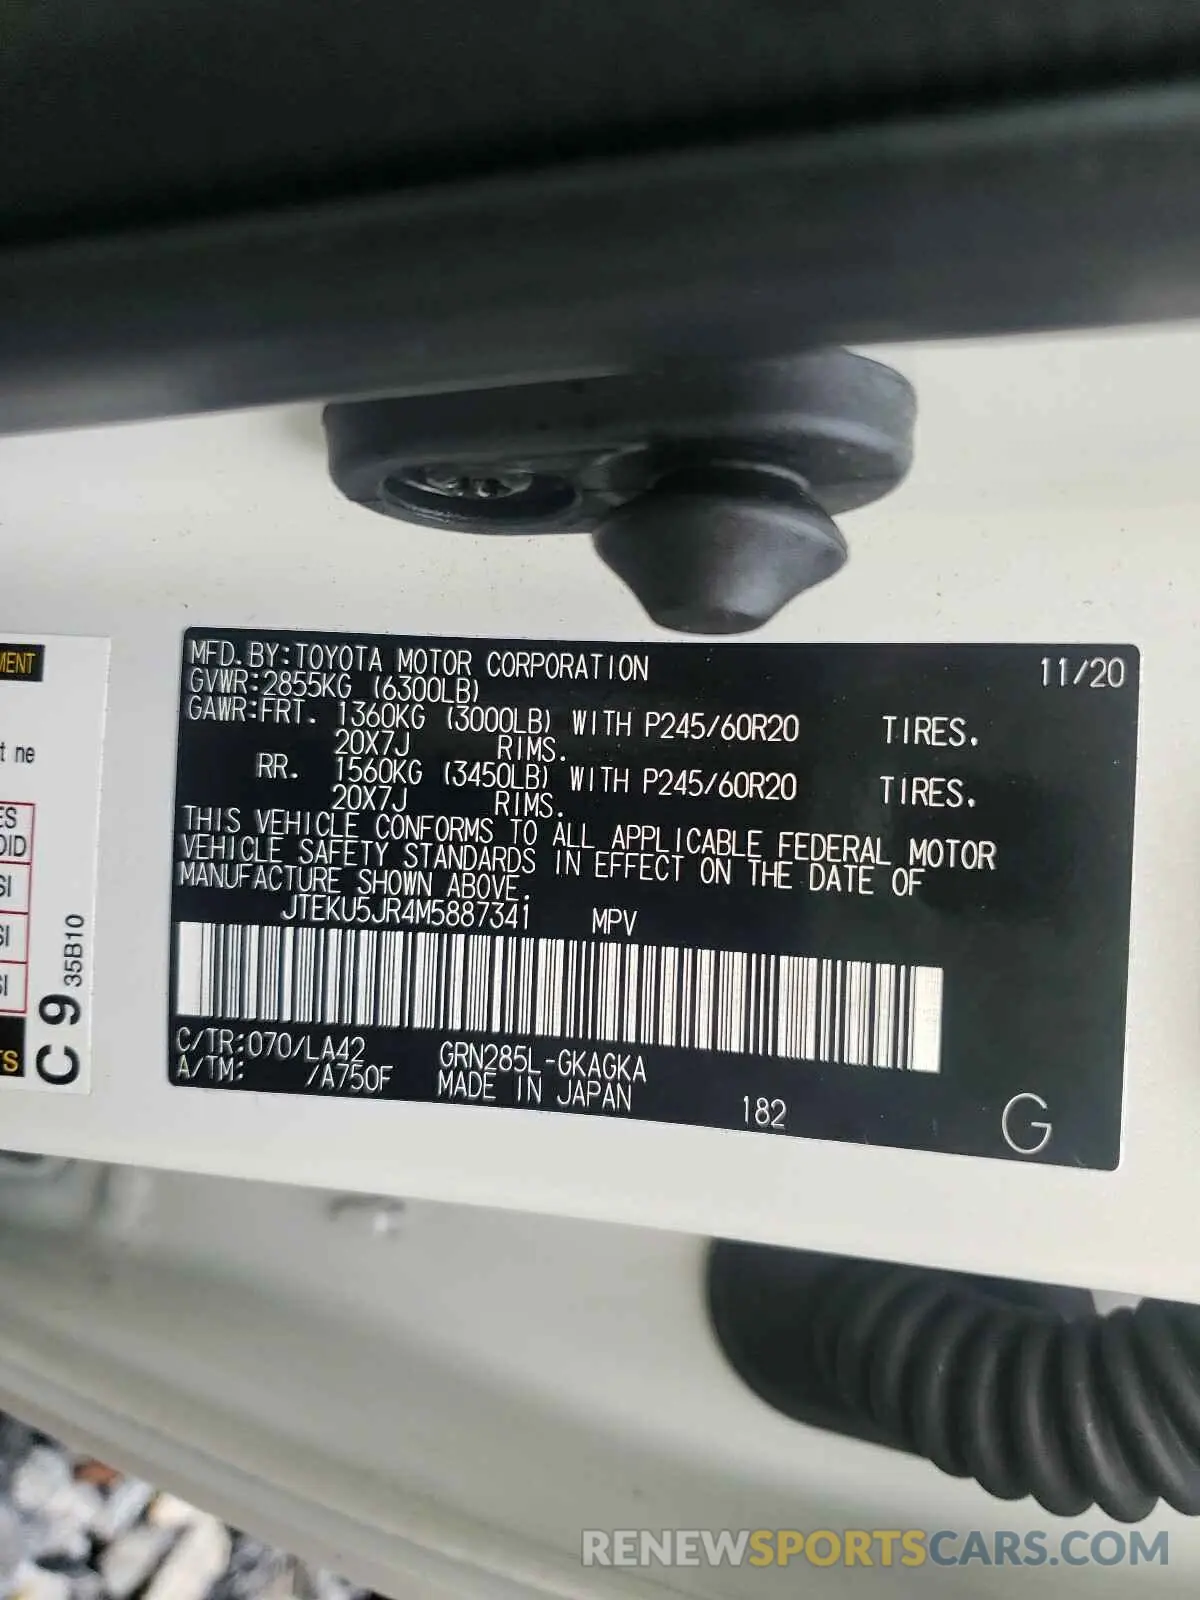 MFD. BY:TOYOTA MOTOR CORPORATION 11/20
GVWR:2855KG (6300LB)
GAWR:FRT. 1360KG (3000LB) WITH P245/60R20 TIRES.
20X7J RIMS.
RR. 1560KG (3450LB) WITH P245/60R20 TIRES.
20X7J RIMS.
THIS VEHICLE CONFORMS TO ALL APPLICABLE FEDERAL MOTOR
VEHICLE SAFETY STANDARDS IN EFFECT ON THE DATE OF
MANUFACTURE SHOWN ABOVE.
JTEKU5JR4M5887341 MPV
C/TR:070/LA42 GRN285L-GKAGKA
A/TM: /A750F MADE IN JAPAN
182 G
C 9 35B10
RENEWSPORTSCARS.COM